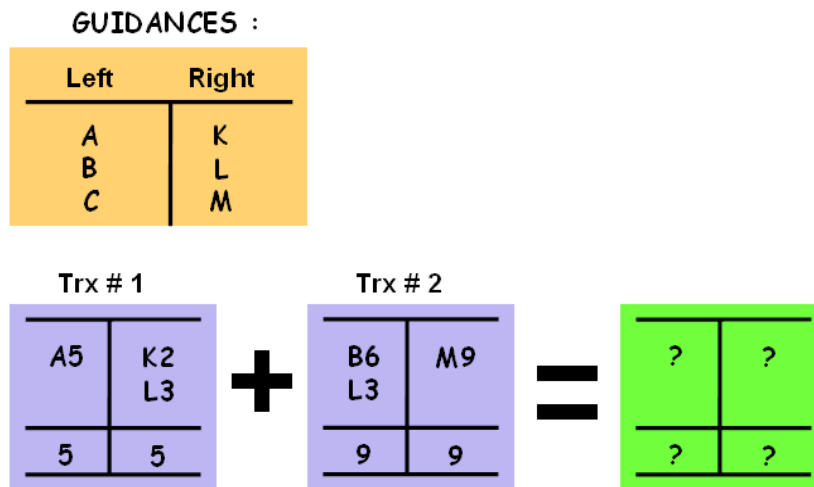 GUIDANCES :
Left Right
A K
B L
C M
Trx # 1 Trx # 2
A5 K2 + B6 M9 = ? ?
L3 L3
5 5 9 9 ? ?